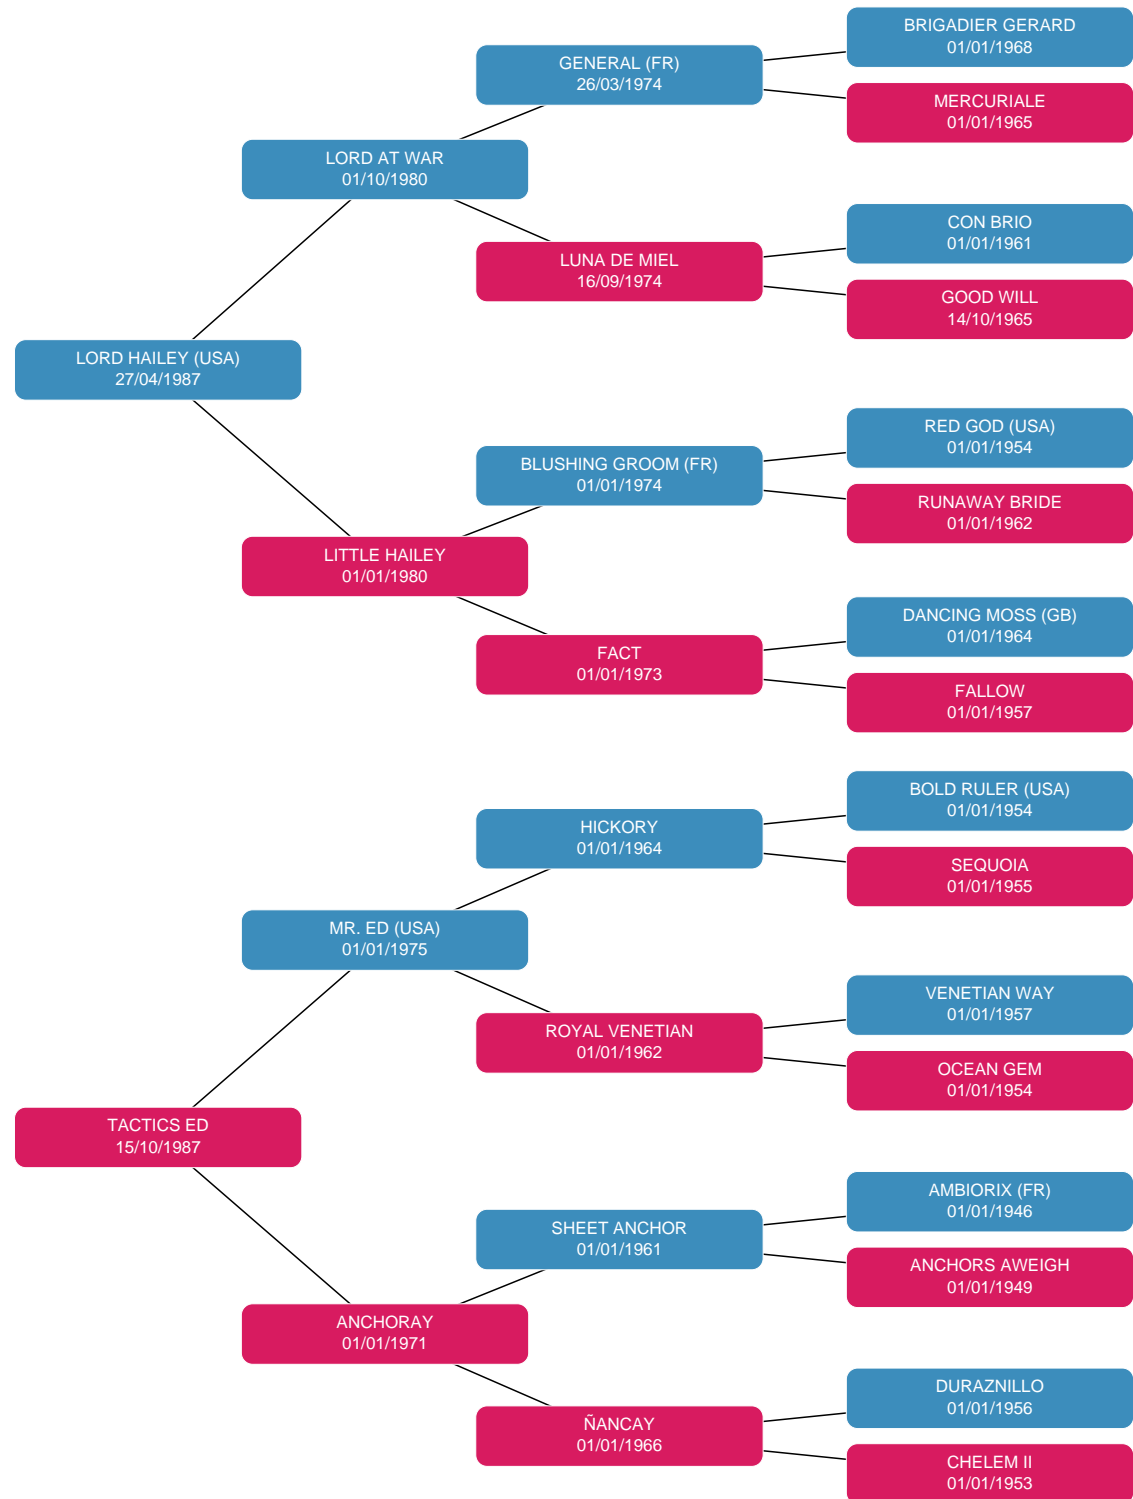 BRIGADIER GERARD
01/01/1968
GENERAL (FR)
26/03/1974
MERCURIALE
01/01/1965
LORD AT WAR
01/10/1980
CON BRIO
01/01/1961
LUNA DE MIEL
16/09/1974
GOOD WILL
14/10/1965
LORD HAILEY (USA)
27/04/1987
RED GOD (USA)
01/01/1954
BLUSHING GROOM (FR)
01/01/1974
RUNAWAY BRIDE
01/01/1962
LITTLE HAILEY
01/01/1980
DANCING MOSS (GB)
01/01/1964
FACT
01/01/1973
FALLOW
01/01/1957
BOLD RULER (USA)
01/01/1954
HICKORY
01/01/1964
SEQUOIA
01/01/1955
MR. ED (USA)
01/01/1975
VENETIAN WAY
01/01/1957
ROYAL VENETIAN
01/01/1962
OCEAN GEM
01/01/1954
TACTICS ED
15/10/1987
AMBIORIX (FR)
01/01/1946
SHEET ANCHOR
01/01/1961
ANCHORS AWEIGH
01/01/1949
ANCHORAY
01/01/1971
DURAZNILLO
01/01/1956
ÑANCAY
01/01/1966
CHELEM II
01/01/1953